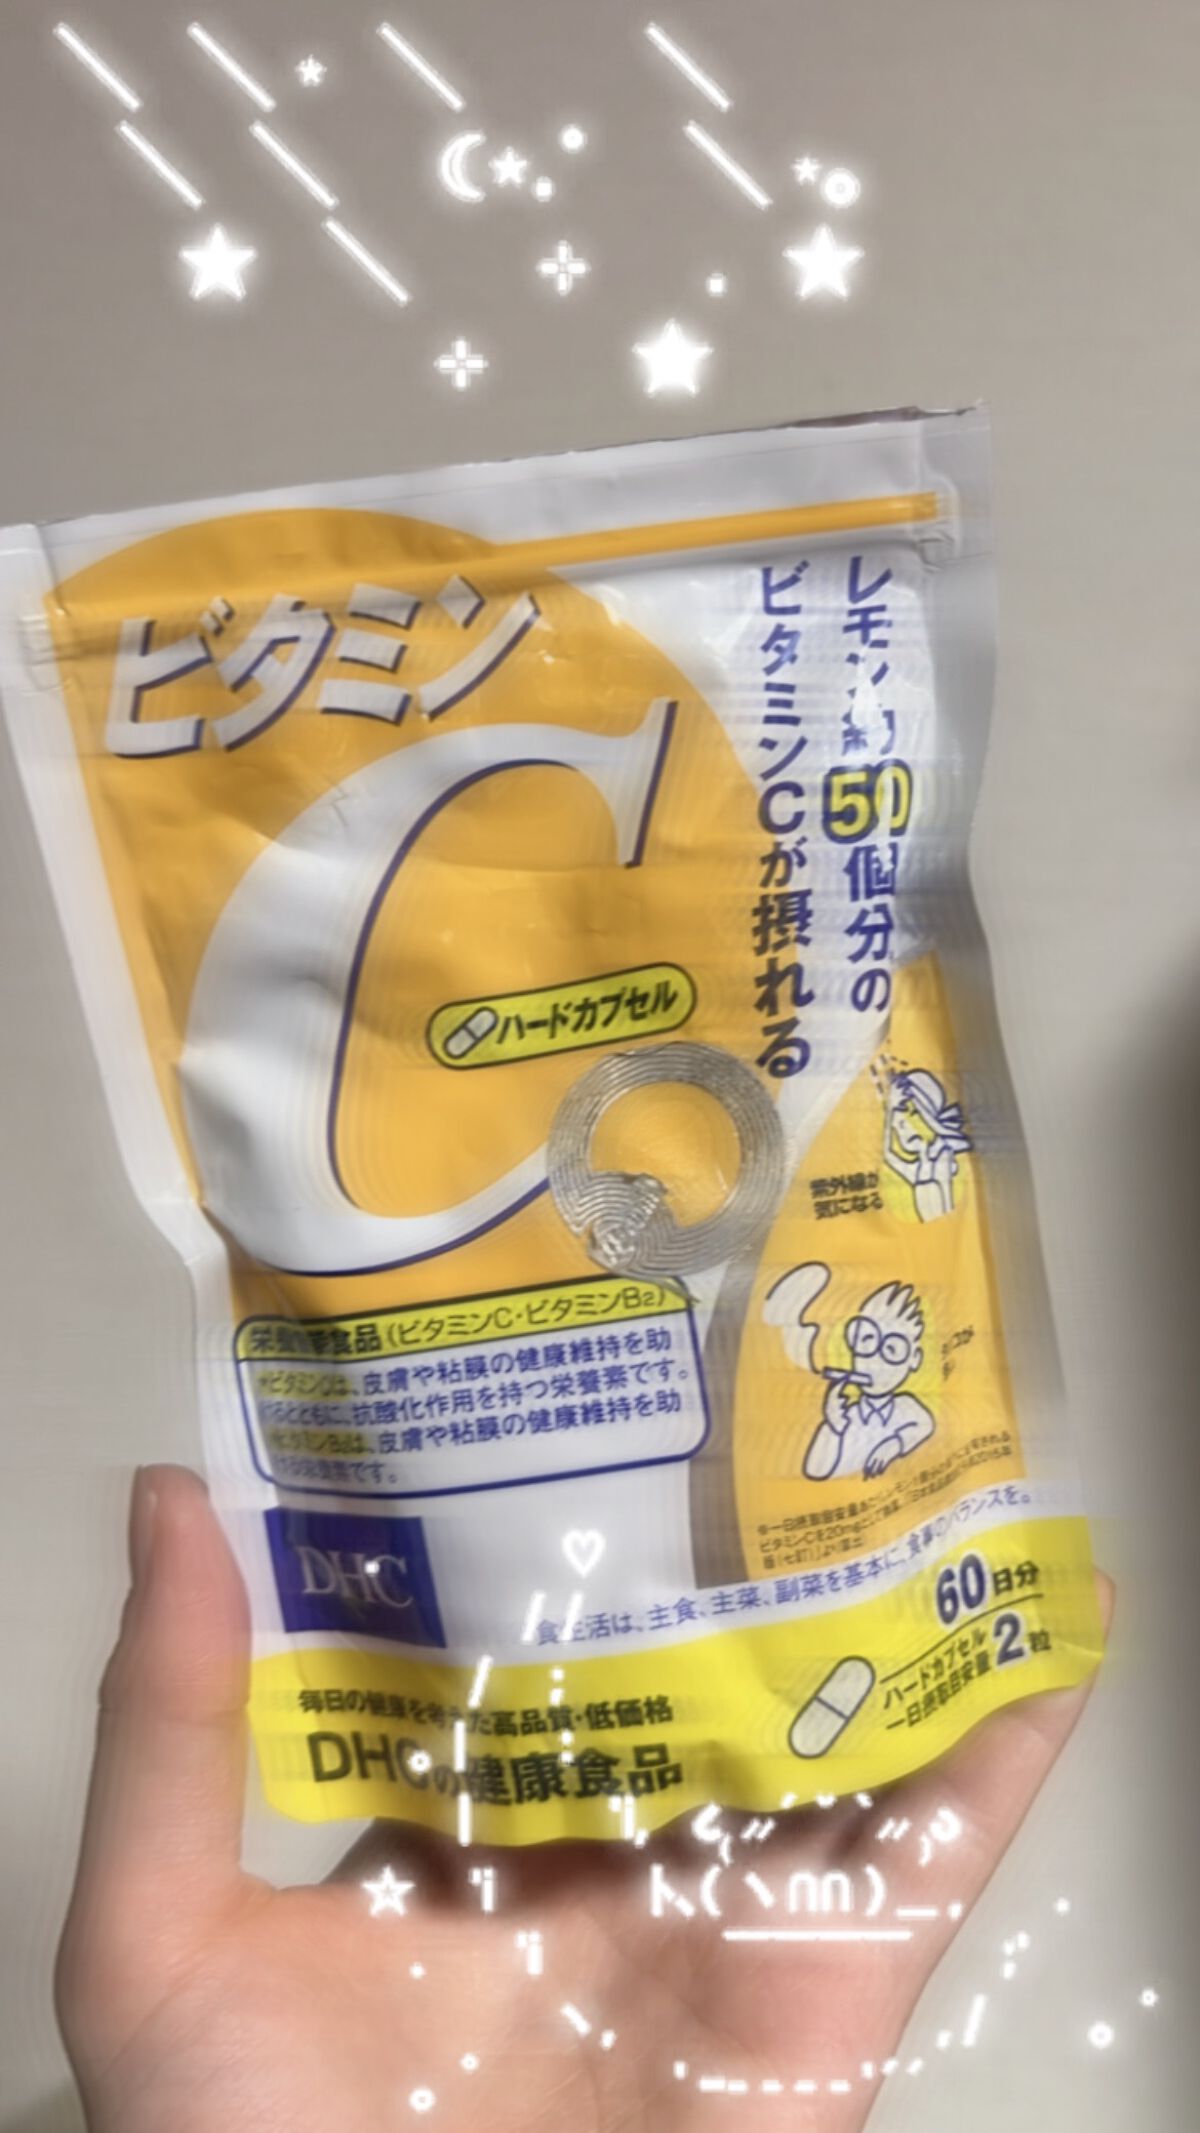 ビタミン
C
レモン約50個分の
ビタミンCが摂れる
ハードカプセル
紫外線が
気になる
栄養機能食品(ビタミンC・ビタミンB2)
・ビタミンCは、皮膚や粘膜の健康維持を助
けるとともに、抗酸化作用を持つ栄養素です。
・ビタミンB2は、皮膚や粘膜の健康維持を助
ける栄養素です。
DHC
食生活は、主食、主菜、副菜を基本に、食事のバランスを。
毎日の健康を考えた高品質・低価格
DHCの健康食品
60日分
ハードカプセル
一日摂取目安量2粒